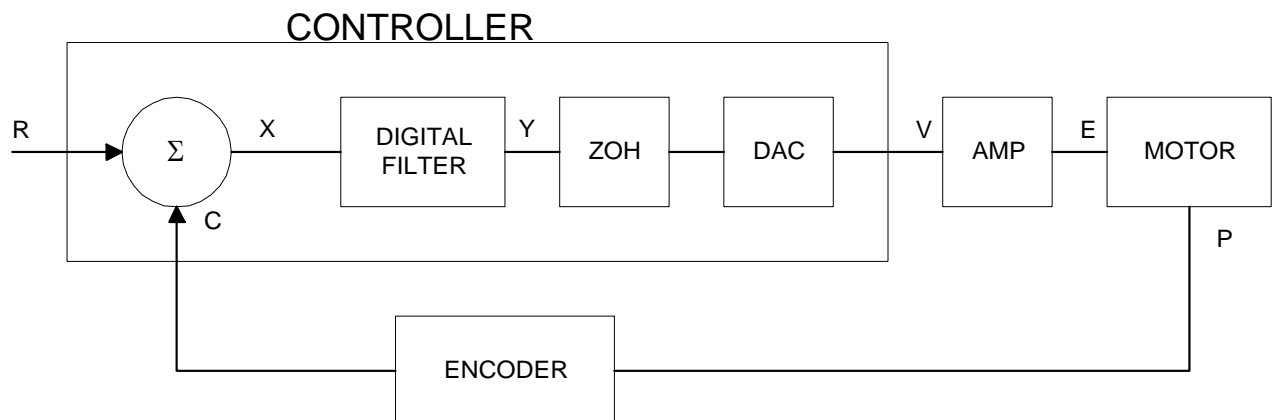 CONTROLLER
R
Σ
X
DIGITAL
FILTER
Y
ZOH
DAC
V
AMP
E
MOTOR
C
P
ENCODER